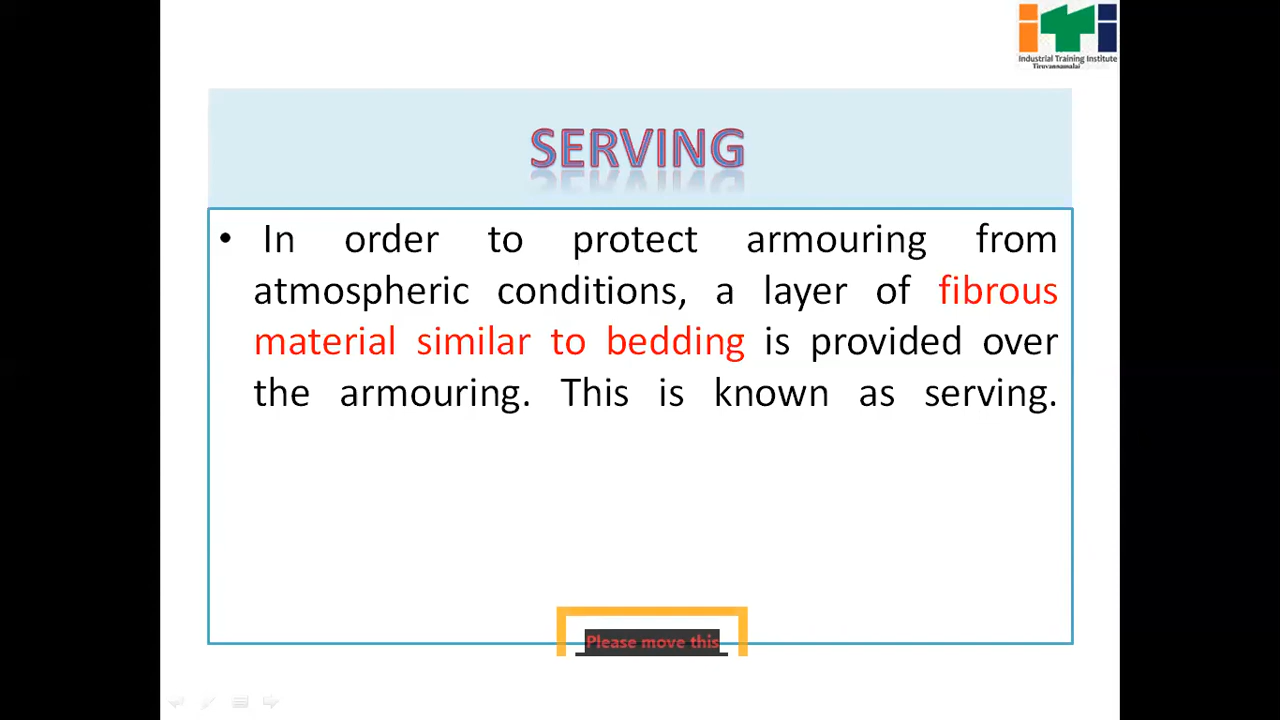 iTi
Industrial Training Institute
Tiruvannamalai
SERVING
• In order to protect armouring from
atmospheric conditions, a layer of fibrous
material similar to bedding is provided over
the armouring. This is known as serving.
Please move this